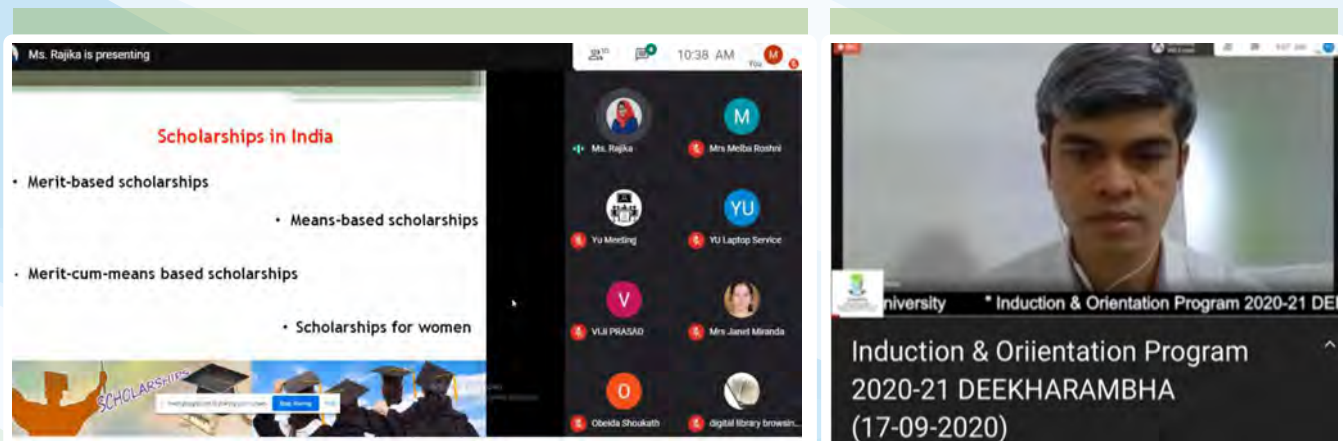 Ms. Rajika is presenting
10:38 AM
You
M
Scholarships in India
• Merit-based scholarships
• Means-based scholarships
• Merit-cum-means based scholarships
• Scholarships for women
SCHOLARSHIPS
Stop sharing
Ms. Rajika
M
Mrs Melba Roshni
Yu Meeting
YU
YU Laptop Service
V
VIJI PRASAD
Mrs Janet Miranda
O
Obeida Shoukath
digital library browsin...
niversity * Induction & Orientation Program 2020-21 DEE
Induction & Oriientation Program
2020-21 DEEKHARAMBHA
(17-09-2020)